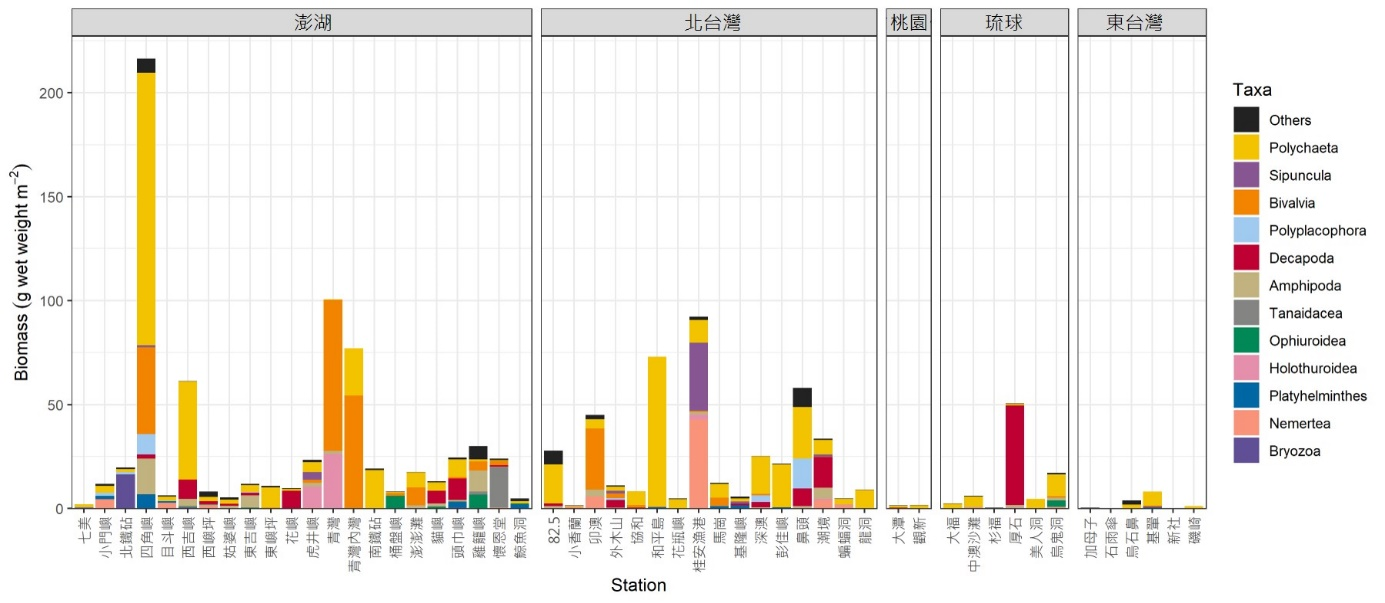 澎湖
北台灣
桃園
琉球
東台灣
Biomass (g wet weight m⁻²)
200
150
100
50
0
七美
小門嶼
北鐵砧
四角嶼
目斗嶼
西吉嶼
西嶼坪
姑婆嶼
東吉嶼
東嶼坪
花嶼
虎井嶼
青灣
青灣內灣
南鐵砧
桶盤嶼
澎澎灘
貓嶼
頭巾嶼
雞籠嶼
懷恩堂
鯨魚洞
82.5
小香蘭
卯澳
外木山
協和
和平島
花瓶嶼
桂安漁港
馬崗
基隆嶼
深澳
彭佳嶼
鼻頭
潮境
蝙蝠洞
龍洞
大潭
觀新
大福
中澳沙灘
杉福
厚石
美人洞
烏鬼洞
加母子
石雨傘
烏石鼻
基翬
新社
磯崎
Station
Taxa
Others
Polychaeta
Sipuncula
Bivalvia
Polyplacophora
Decapoda
Amphipoda
Tanaidacea
Ophiuroidea
Holothuroidea
Platyhelminthes
Nemertea
Bryozoa